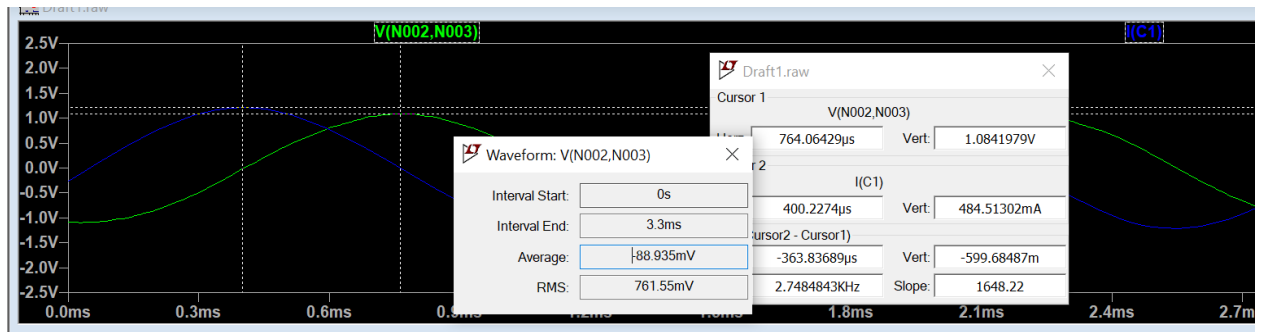 Draft1.raw
V(N002,N003)
I(C1)
2.5V
2.0V
1.5V
1.0V
0.5V
0.0V
-0.5V
-1.0V
-1.5V
-2.0V
-2.5V
0.0ms
0.3ms
0.6ms
1.8ms
2.1ms
2.4ms
Waveform: V(N002,N003)
Interval Start: 0s
Interval End: 3.3ms
Average: -88.935mV
RMS: 761.55mV
Draft1.raw
Cursor 1
V(N002,N003)
764.06429µs Vert: 1.0841979V
2
I(C1)
400.2274µs Vert: 484.51302mA
Cursor2 - Cursor1)
-363.83689µs Vert: -599.68487m
2.7484843KHz Slope: 1648.22